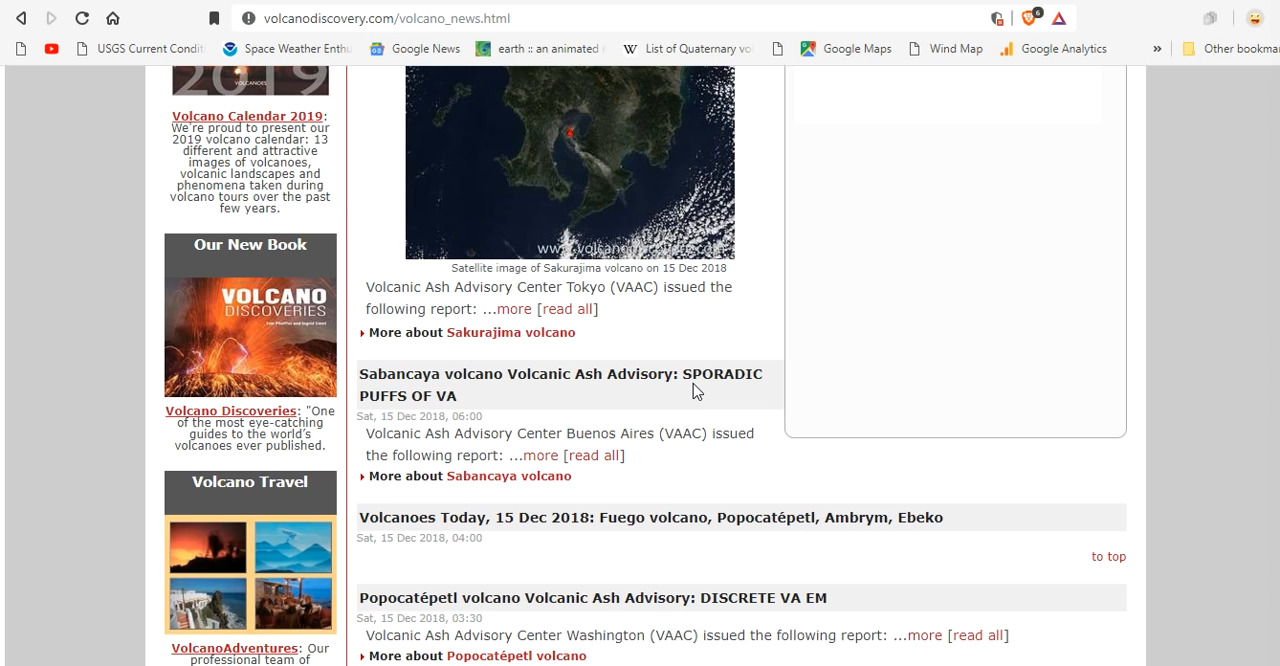 volcanodiscovery.com/volcano_news.html
6
USGS Current Condit
Space Weather Enthu
Google News
earth :: an animated
W List of Quaternary vo
Google Maps
Wind Map
Google Analytics
»
Other bookma
2019
VOLCANOES
Volcano Calendar 2019:
We're proud to present our
2019 volcano calendar: 13
different and attractive
images of volcanoes,
volcanic landscapes and
phenomena taken during
volcano tours over the past
few years.
Our New Book
VOLCANO
DISCOVERIES
Volcano Discoveries: "One
of the most eye-catching
guides to the world's
volcanoes ever published.
Volcano Travel
VolcanoAdventures: Our
professional team of
Satellite image of Sakurajima volcano on 15 Dec 2018
Volcanic Ash Advisory Center Tokyo (VAAC) issued the
following report: ...more [read all]
More about Sakurajima volcano
Sabancaya volcano Volcanic Ash Advisory: SPORADIC
PUFFS OF VA
Sat, 15 Dec 2018, 06:00
Volcanic Ash Advisory Center Buenos Aires (VAAC) issued
the following report: ...more [read all]
More about Sabancaya volcano
Volcanoes Today, 15 Dec 2018: Fuego volcano, Popocatépetl, Ambrym, Ebeko
Sat, 15 Dec 2018, 04:00
to top
Popocatépetl volcano Volcanic Ash Advisory: DISCRETE VA EM
Sat, 15 Dec 2018, 03:30
Volcanic Ash Advisory Center Washington (VAAC) issued the following report: ...more [read all]
More about Popocatépetl volcano